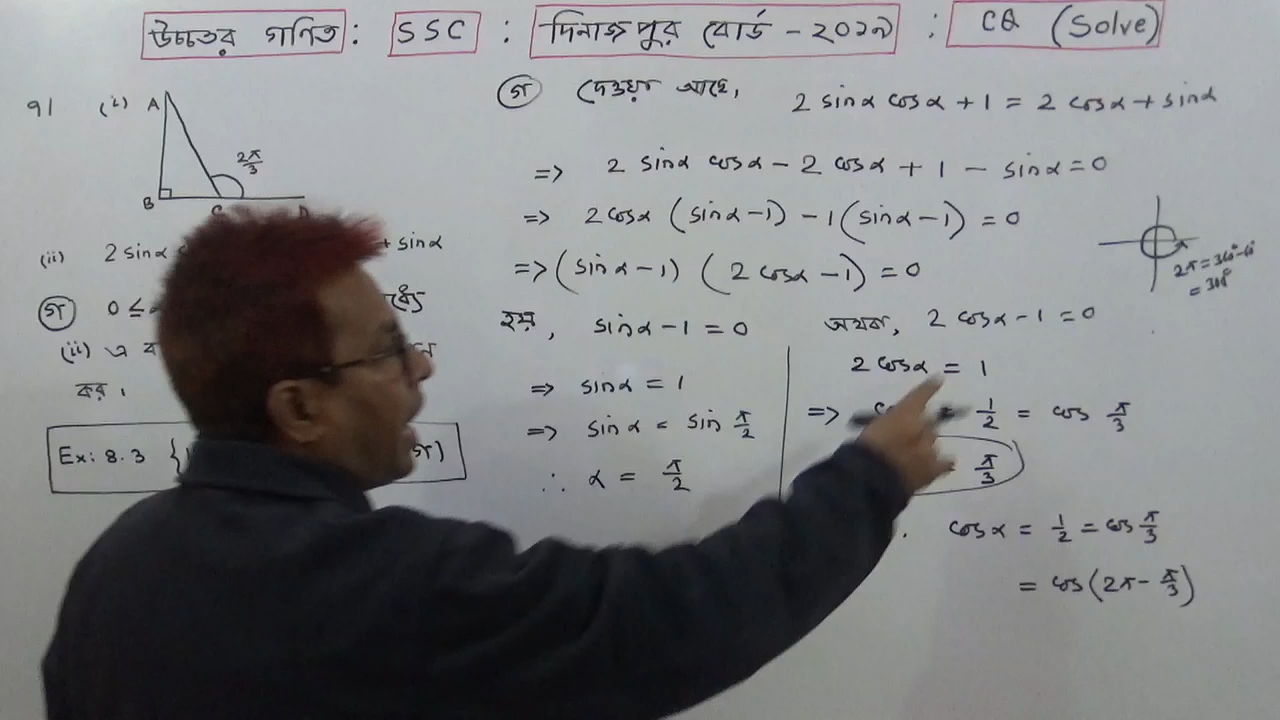 উচ্চতর গণিত : SSC : দিনাজপুর বোর্ড - ২০১৯ : CQ (Solve)
৭। (i) A
2π/3
B
C
D
(ii) 2 sinα
+ sinα
গ 0 ≤
(ii) এ
কর ।
Ex: 8.3 {
গ)
গ দেওয়া আছে, 2 sinα cosα + 1 = 2 cosα + sinα
=> 2 sinα cosα - 2 cosα + 1 - sinα = 0
=> 2cosα (sinα-1) - 1 (sinα-1) = 0
=> (sinα-1) (2 cosα-1) = 0
হয়, sinα-1 = 0
=> sinα = 1
=> sinα = sin π/2
∴ α = π/2
অথবা, 2 cosα-1 = 0
2 cosα = 1
=> = 1/2 = cos π/3
= π/3
cosα = 1/2 = cos π/3
= cos(2π - π/3)
2π = 360°-60°
= 300°